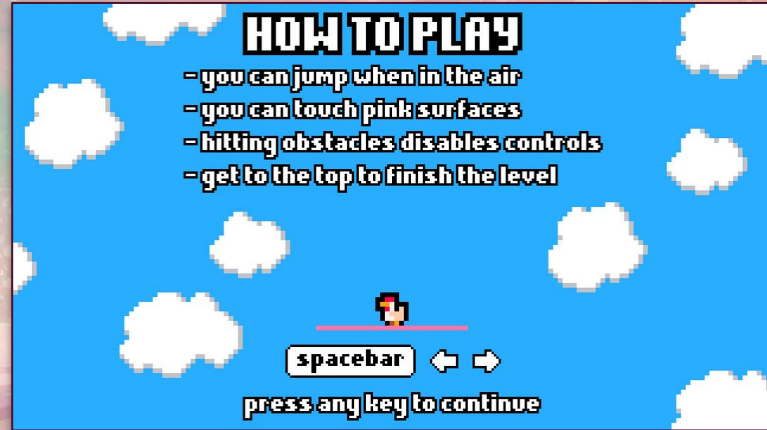 HOW TO PLAY
- you can jump when in the air
- you can touch pink surfaces
- hitting obstacles disables controls
- get to the top to finish the level
spacebar
press any key to continue